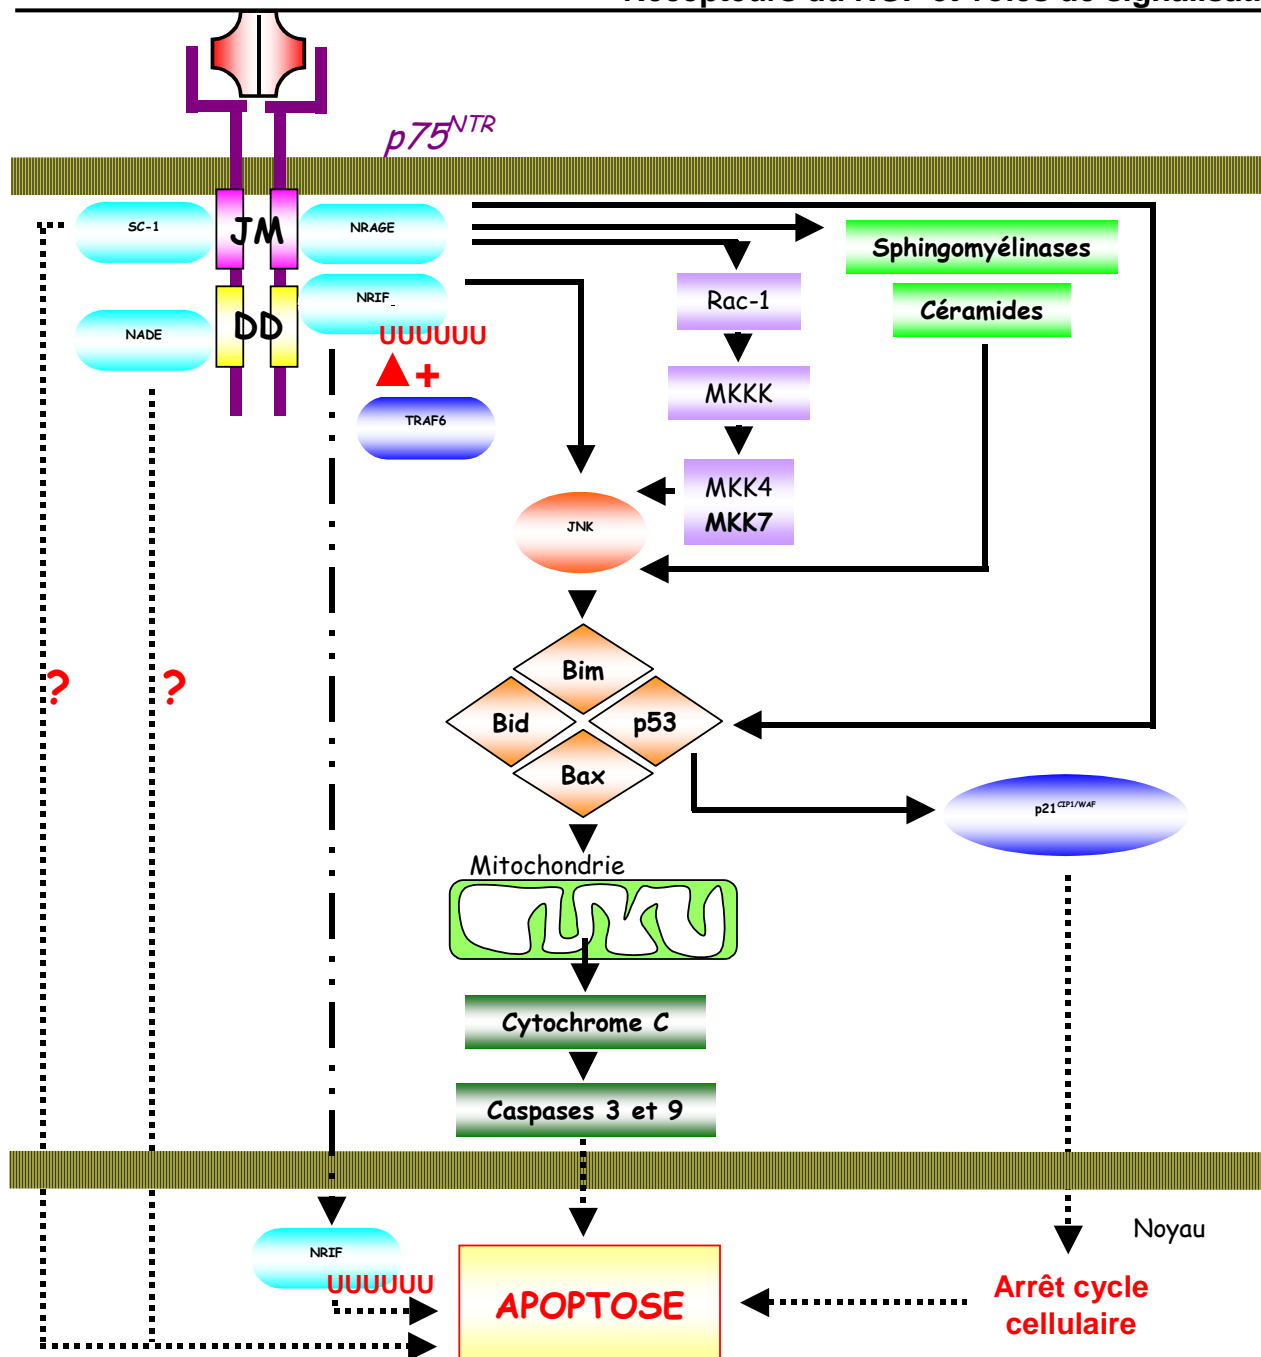 p75NTR
SC-1
JM
NRAGE
Sphingomyélinases
NRIF
Rac-1
Céramides
NADE
DD
UUUUUU
+
MKKK
TRAF6
MKK4
MKK7
JNK
Bim
?
?
Bid
p53
Bax
p21CIP1/WAF
Mitochondrie
Cytochrome C
Caspases 3 et 9
Noyau
NRIF
UUUUUU
APOPTOSE
Arrêt cycle
cellulaire